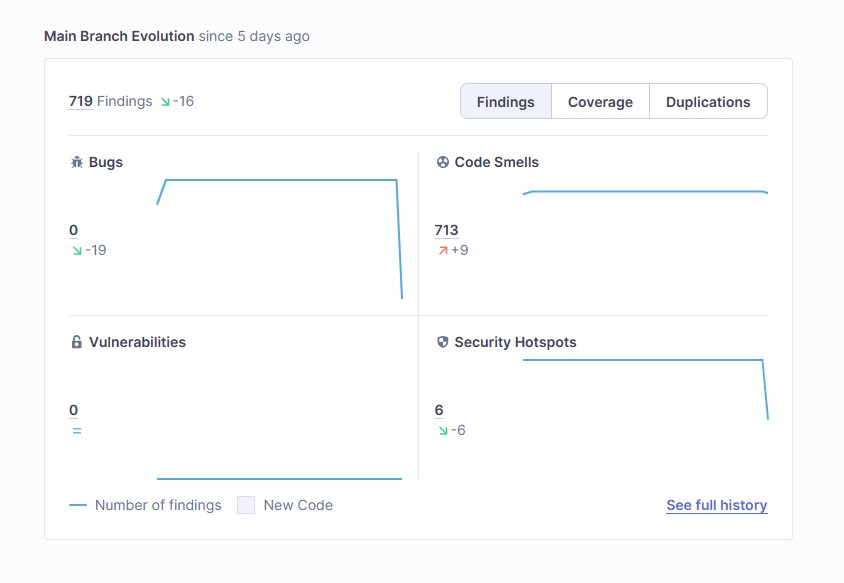 Main Branch Evolution since 5 days ago
719 Findings -16
Findings Coverage Duplications
Bugs
0
-19
Code Smells
713
+9
Vulnerabilities
0
=
Security Hotspots
6
-6
Number of findings New Code
See full history